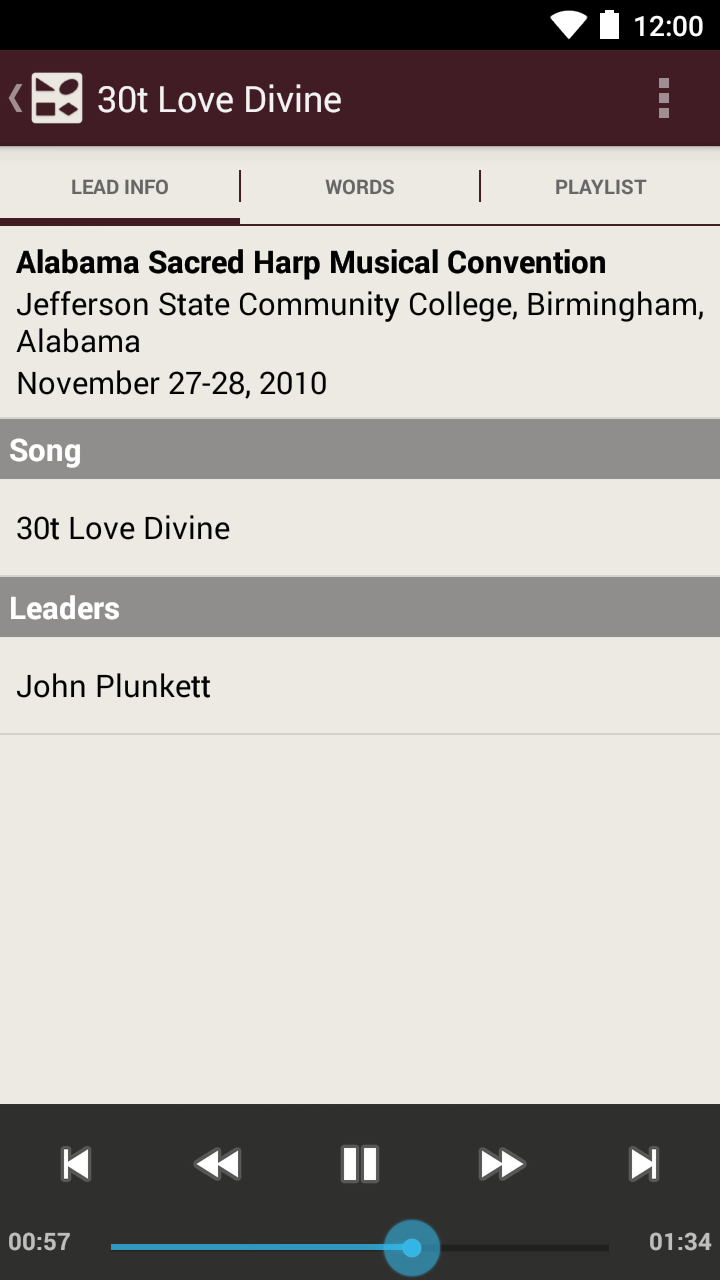 12:00
30t Love Divine
LEAD INFO
WORDS
PLAYLIST
Alabama Sacred Harp Musical Convention
Jefferson State Community College, Birmingham,
Alabama
November 27-28, 2010
Song
30t Love Divine
Leaders
John Plunkett
00:57
01:34